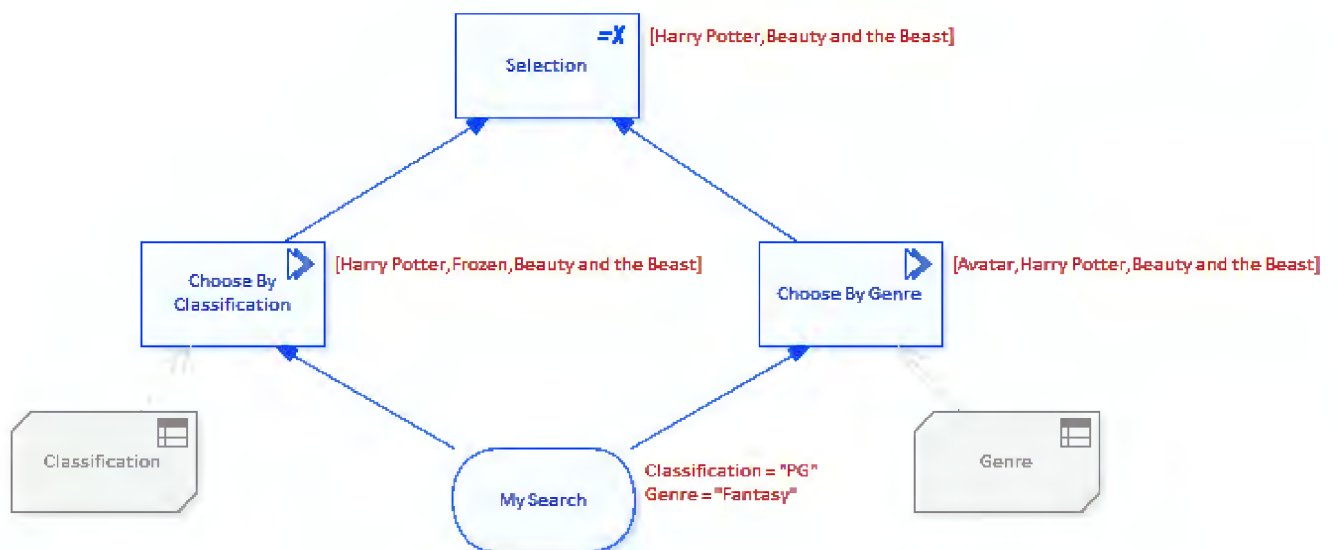 =X
[Harry Potter,Beauty and the Beast]
Selection
[Harry Potter,Frozen,Beauty and the Beast]
Choose By
Classification
[Avatar,Harry Potter,Beauty and the Beast]
Choose By Genre
Classification
Genre
Classification = "PG"
Genre = "Fantasy"
My Search